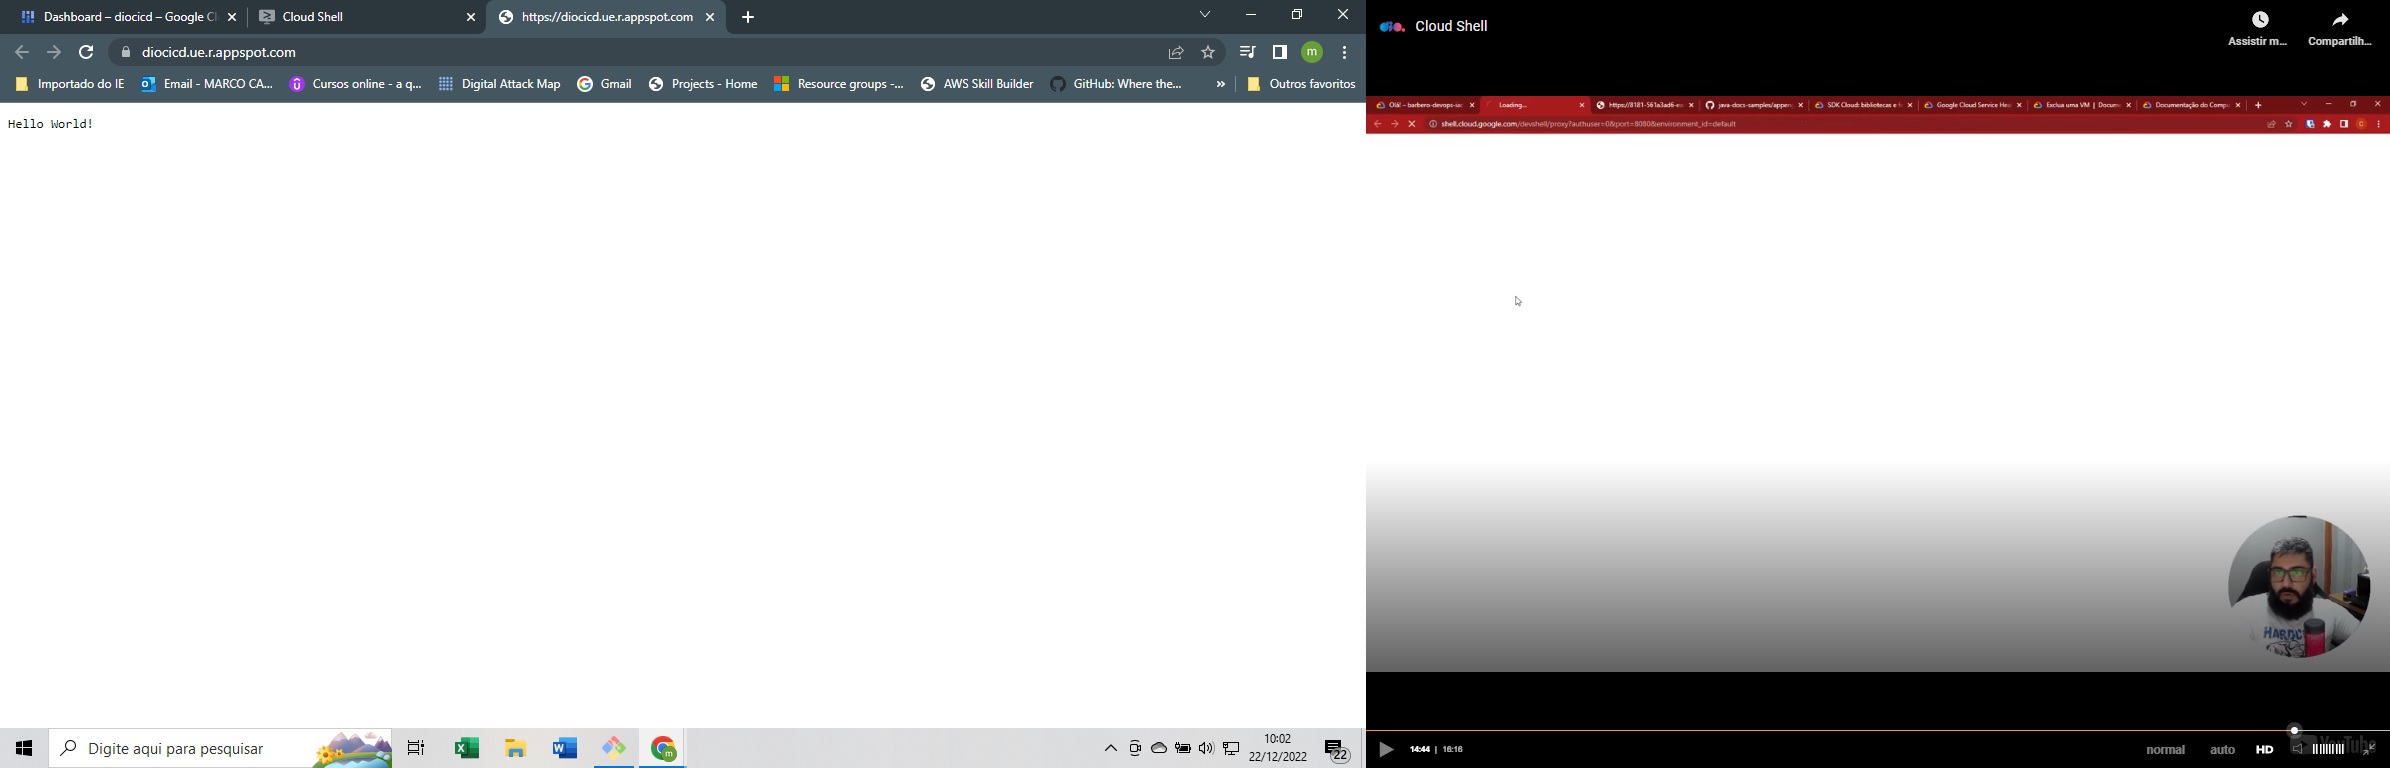 Dashboard – diocicd – Google Cl
Cloud Shell
https://diocicd.ue.r.appspot.com
diocicd.ue.r.appspot.com
m
Importado do IE
Email - MARCO CA...
Cursos online - a q...
Digital Attack Map
Gmail
Projects - Home
Resource groups -...
AWS Skill Builder
GitHub: Where the...
»
Outros favoritos
Hello World!
Digite aqui para pesquisar
10:02
22/12/2022
22
dio.
Cloud Shell
Assistir m...
Compartilh...
Olá! – barbero-devops-iac
Loading...
https://8181-561a3ad6-e
java-docs-samples/appen
SDK Cloud: bibliotecas e f
Google Cloud Service Hea
Exclua uma VM | Docum
Documentação do Compu
shell.cloud.google.com/devshell/proxy?authuser=0&port=8080&environment_id=default
HARDC
14:44 | 16:16
normal
auto
HD
YouTube